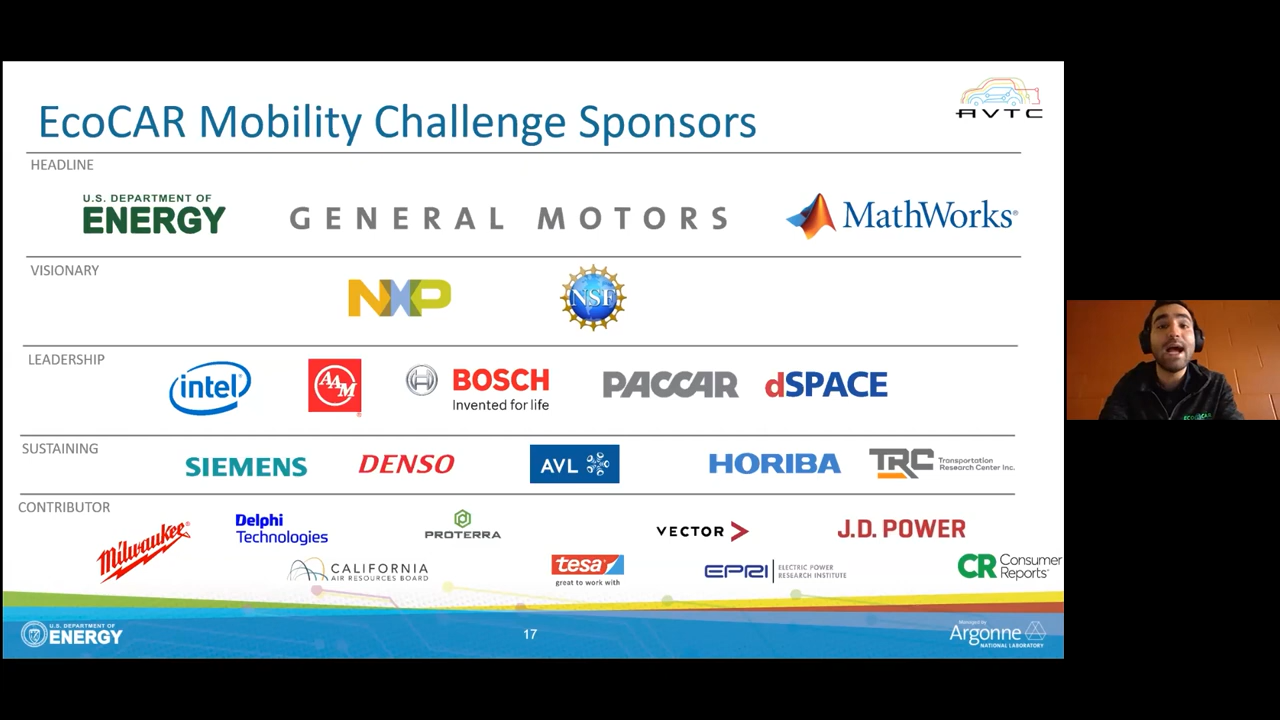 EcoCAR Mobility Challenge Sponsors
AVTC
HEADLINE
U.S. DEPARTMENT OF
ENERGY
GENERAL MOTORS
MathWorks®
VISIONARY
NXP
NSF
LEADERSHIP
intel
AAM
BOSCH
Invented for life
PACCAR
dSPACE
SUSTAINING
SIEMENS
DENSO
AVL
HORIBA
TRC Transportation
Research Center Inc.
CONTRIBUTOR
Milwaukee®
Delphi
Technologies
PROTERRA
VECTOR
J.D. POWER
CALIFORNIA
AIR RESOURCES BOARD
tesa
great to work with
EPRI ELECTRIC POWER
RESEARCH INSTITUTE
CR Consumer
Reports
U.S. DEPARTMENT OF
ENERGY
17
Managed by
Argonne
NATIONAL LABORATORY